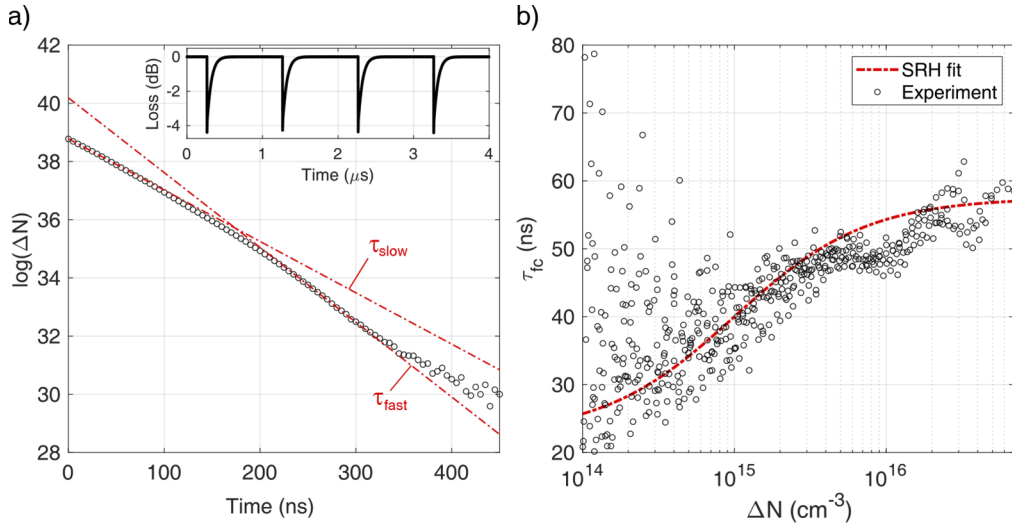 a)
42
40
38
36
34
32
30
28
log(ΔN)
0
100
200
300
400
Time (ns)
τslow
τfast
0
-2
-4
Loss (dB)
0
1
2
3
4
Time (μs)
b)
80
70
60
50
40
30
20
τfc (ns)
10^14
10^15
10^16
ΔN (cm^-3)
SRH fit
Experiment